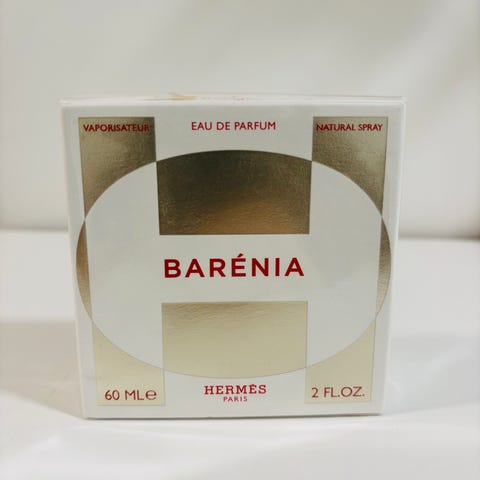 VAPORISATEUR EAU DE PARFUM NATURAL SPRAY
BARÉNIA
60 ML℮ HERMÈS 2 FL.OZ.
PARIS